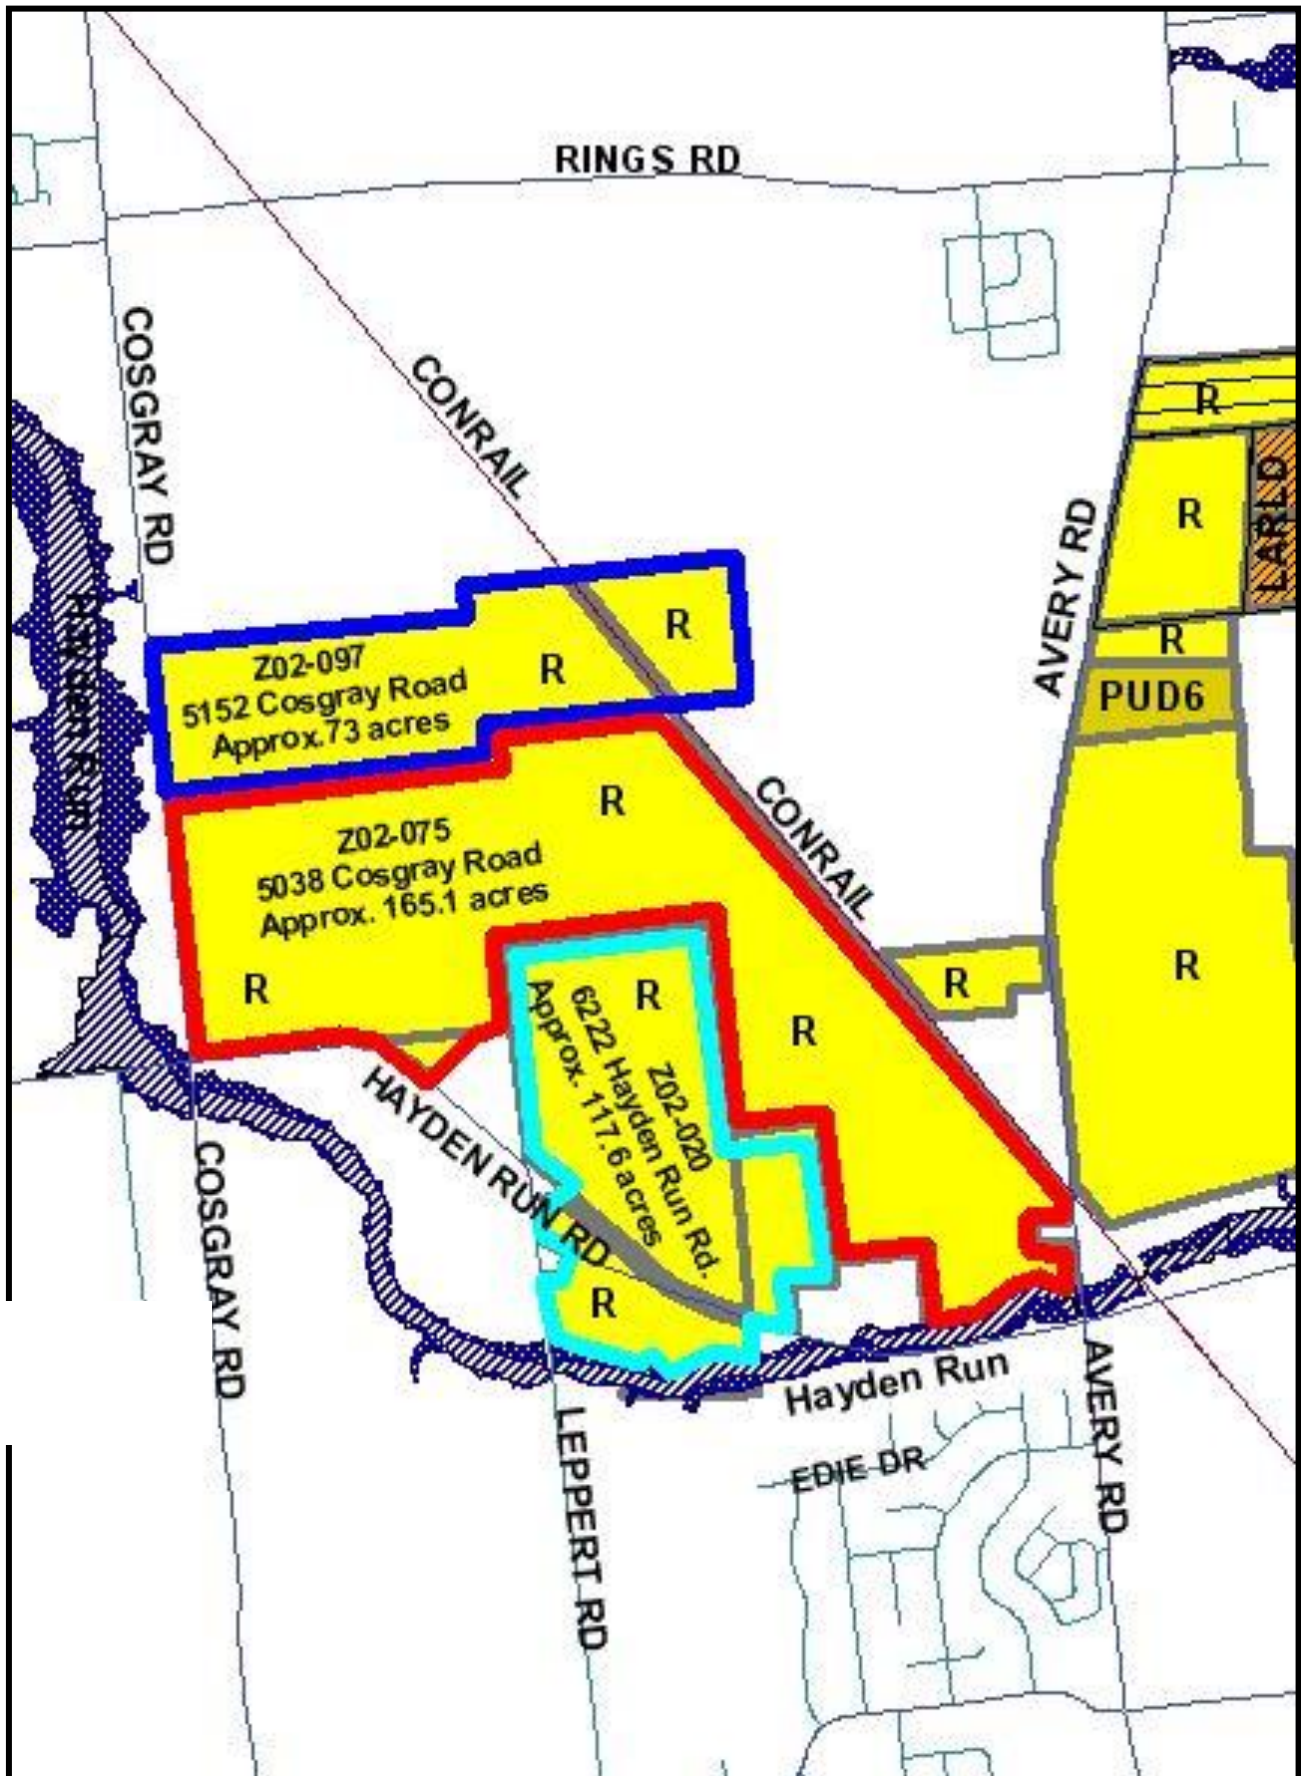 RINGS RD
COSGRAY RD
CONRAIL
R
LARLD
R
AVERY RD
Hayden Run
R
R
R
Z02-097
5152 Cosgray Road
Approx.73 acres
PUD6
R
CONRAIL
Z02-075
5038 Cosgray Road
Approx. 165.1 acres
R
R
R
R
R
Z02-020
6222 Hayden Run Rd.
Approx. 117.6 acres
HAYDEN RUN RD
COSGRAY RD
R
Hayden Run
AVERY RD
LEPPERT RD
EDIE DR